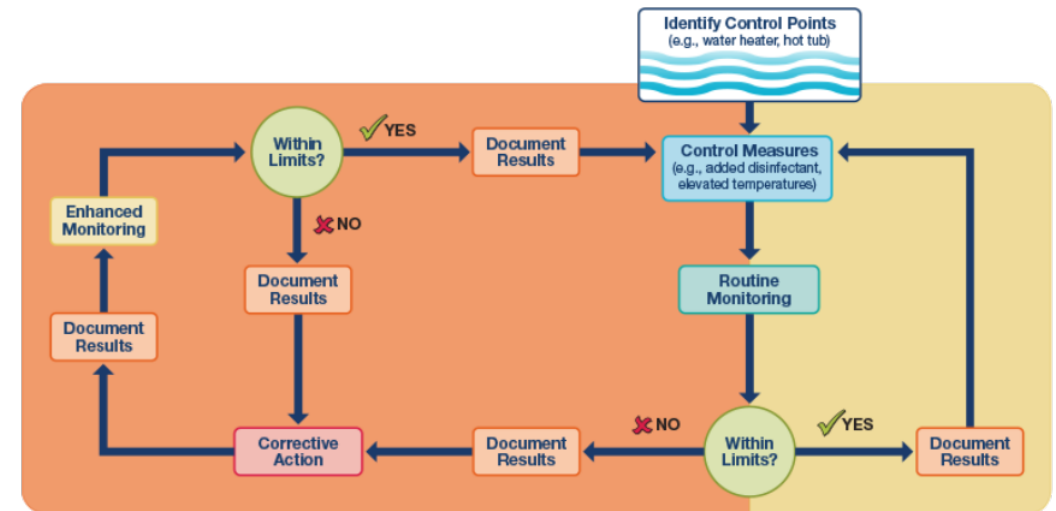 Identify Control Points
(e.g., water heater, hot tub)
Within
Limits?
YES
Document
Results
Control Measures
(e.g., added disinfectant,
elevated temperatures)
Enhanced
Monitoring
NO
Document
Results
Routine
Monitoring
Document
Results
Corrective
Action
Document
Results
NO
Within
Limits?
YES
Document
Results